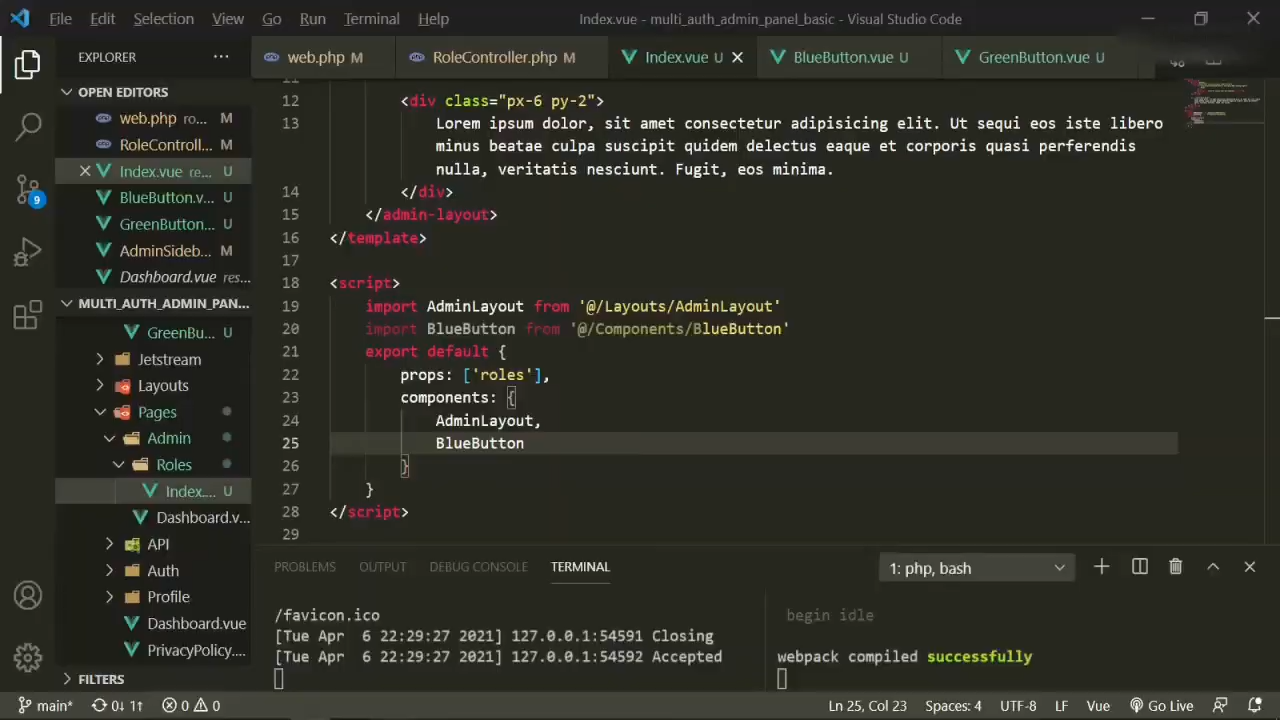 File Edit Selection View Go Run Terminal Help Index.vue - multi_auth_admin_panel_basic - Visual Studio Code
EXPLORER ···
web.php M RoleController.php M Index.vue U BlueButton.vue U GreenButton.vue U
OPEN EDITORS
web.php ro... M
RoleControll... M
Index.vue re... U
BlueButton.v... U
GreenButton... U
AdminSideb... M
Dashboard.vue res...
MULTI_AUTH_ADMIN_PAN...
GreenBu... U
Jetstream
Layouts
Pages
Admin
Roles
Index.... U
Dashboard.v...
API
Auth
Profile
Dashboard.vue
PrivacyPolicy....
FILTERS
9
12 <div class="px-6 py-2">
13 Lorem ipsum dolor, sit amet consectetur adipisicing elit. Ut sequi eos iste libero
minus beatae culpa suscipit quidem delectus eaque et corporis quasi perferendis
nulla, veritatis nesciunt. Fugit, eos minima.
14 </div>
15 </admin-layout>
16 </template>
17
18 <script>
19 import AdminLayout from '@/Layouts/AdminLayout'
20 import BlueButton from '@/Components/BlueButton'
21 export default {
22 props: ['roles'],
23 components: {
24 AdminLayout,
25 BlueButton
26 }
27 }
28 </script>
29
PROBLEMS OUTPUT DEBUG CONSOLE TERMINAL 1: php, bash
/favicon.ico
[Tue Apr  6 22:29:27 2021] 127.0.0.1:54591 Closing
[Tue Apr  6 22:29:27 2021] 127.0.0.1:54592 Accepted
begin idle
webpack compiled successfully
main* 0↓ 1↑ 0 0 Ln 25, Col 23 Spaces: 4 UTF-8 LF Vue Go Live